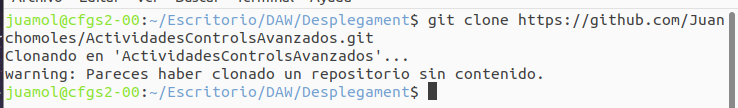 juamol@cfgs2-00:~/Escritorio/DAW/Desplegament$ git clone https://github.com/Juan
chomoles/ActividadesControlsAvanzados.git
Clonando en 'ActividadesControlsAvanzados'...
warning: Pareces haber clonado un repositorio sin contenido.
juamol@cfgs2-00:~/Escritorio/DAW/Desplegament$